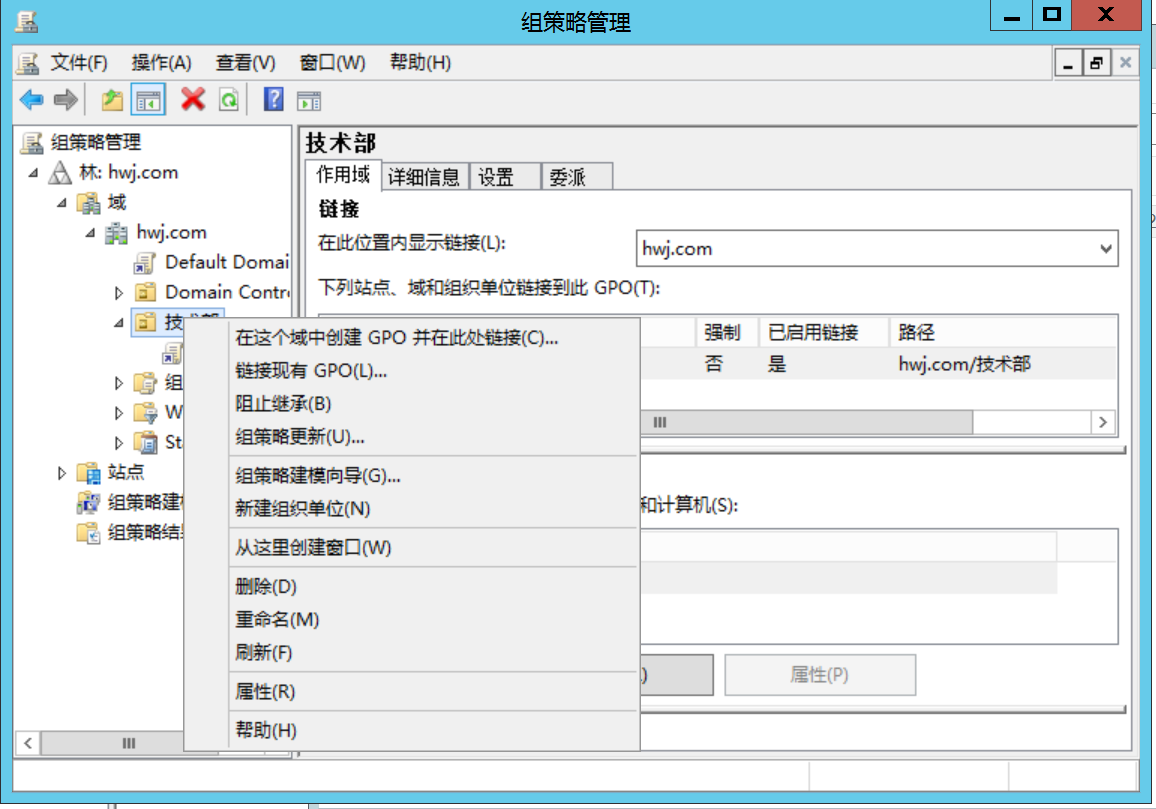 组策略管理
文件(F) 操作(A) 查看(V) 窗口(W) 帮助(H)
组策略管理
林: hwj.com
域
hwj.com
Default Domai
Domain Contro
技术部
组
W
St
站点
组策略建模
组策略结果
在这个域中创建 GPO 并在此处链接(C)...
链接现有 GPO(L)...
阻止继承(B)
组策略更新(U)...
组策略建模向导(G)...
新建组织单位(N)
从这里创建窗口(W)
删除(D)
重命名(M)
刷新(F)
属性(R)
帮助(H)
技术部
作用域 详细信息 设置 委派
链接
在此位置内显示链接(L): hwj.com
下列站点、域和组织单位链接到此 GPO(T):
强制 已启用链接 路径
否 是 hwj.com/技术部
和计算机(S):
属性(P)